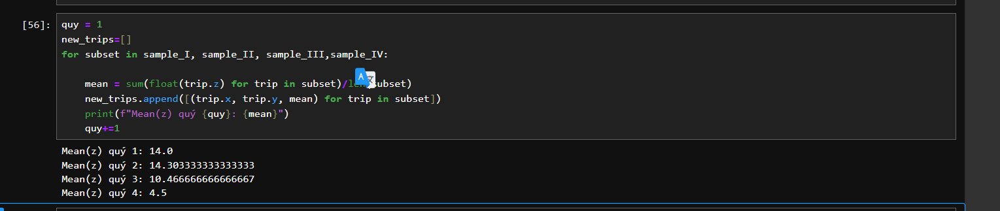 [56]:
quy = 1
new_trips=[]
for subset in sample_I, sample_II, sample_III,sample_IV:
mean = sum(float(trip.z) for trip in subset)/len(subset)
new_trips.append([(trip.x, trip.y, mean) for trip in subset])
print(f"Mean(z) quý {quy}: {mean}")
quy+=1
Mean(z) quý 1: 14.0
Mean(z) quý 2: 14.303333333333333
Mean(z) quý 3: 10.466666666666667
Mean(z) quý 4: 4.5